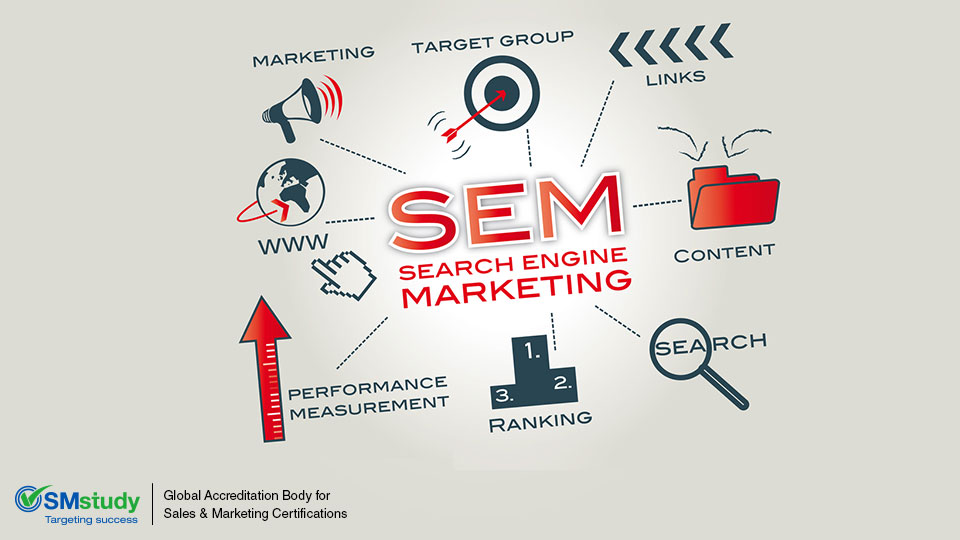 MARKETING
TARGET GROUP
LINKS
WWW
SEM
SEARCH ENGINE
MARKETING
CONTENT
PERFORMANCE
MEASUREMENT
1.
2.
3.
RANKING
SEARCH
SMstudy
Targeting success
Global Accreditation Body for
Sales & Marketing Certifications